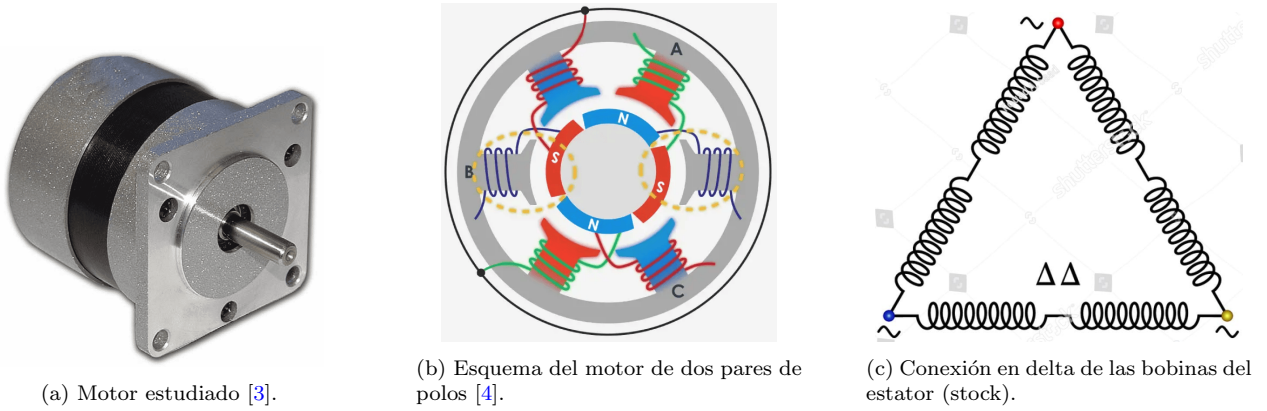 A
N
S
B
S
N
C
shutterstock
~
Δ Δ
~
~
(a) Motor estudiado [3].
(b) Esquema del motor de dos pares de
polos [4].
(c) Conexión en delta de las bobinas del
estator (stock).